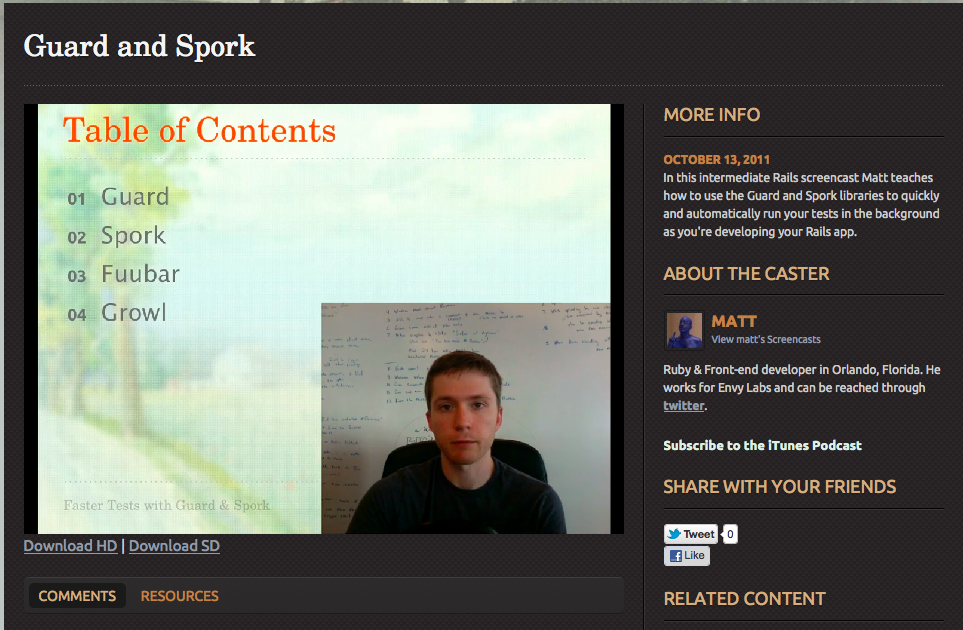 Guard and Spork
Table of Contents
01 Guard
02 Spork
03 Fuubar
04 Growl
Faster Tests with Guard & Spork
Download HD | Download SD
COMMENTS RESOURCES
MORE INFO
OCTOBER 13, 2011
In this intermediate Rails screencast Matt teaches
how to use the Guard and Spork libraries to quickly
and automatically run your tests in the background
as you're developing your Rails app.
ABOUT THE CASTER
MATT
View matt's Screencasts
Ruby & Front-end developer in Orlando, Florida. He
works for Envy Labs and can be reached through
twitter.
Subscribe to the iTunes Podcast
SHARE WITH YOUR FRIENDS
Tweet 0
Like
RELATED CONTENT